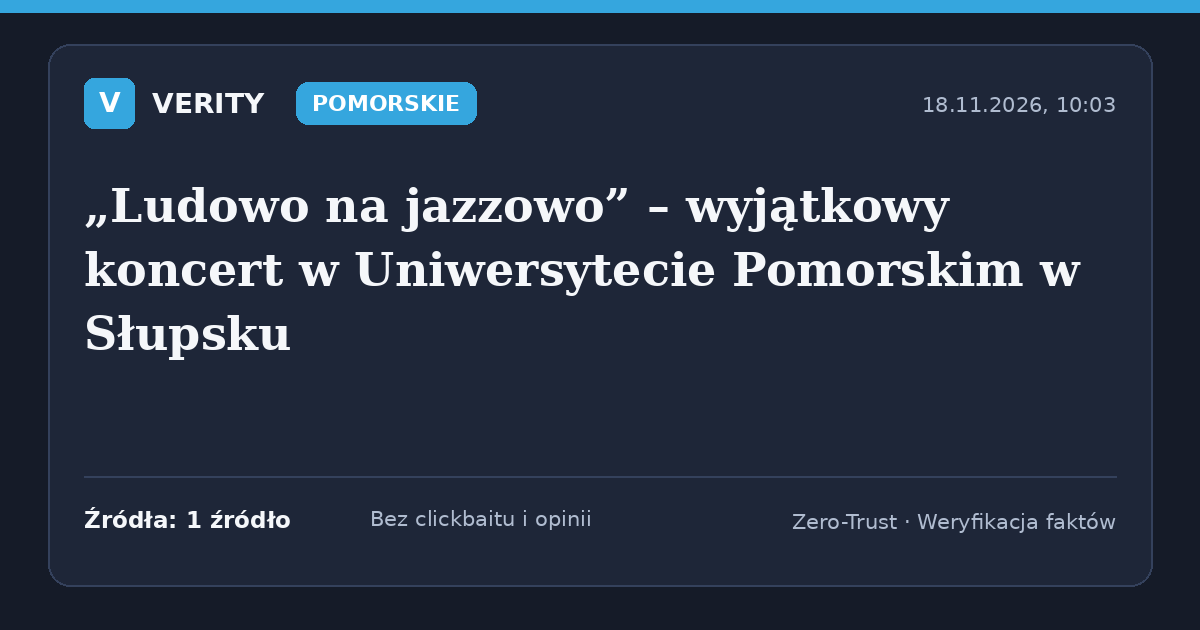 V VERITY POMORSKIE 18.11.2026, 10:03
„Ludowo na jazzowo” – wyjątkowy
koncert w Uniwersytecie Pomorskim w
Słupsku
Źródła: 1 źródło Bez clickbaitu i opinii Zero-Trust · Weryfikacja faktów